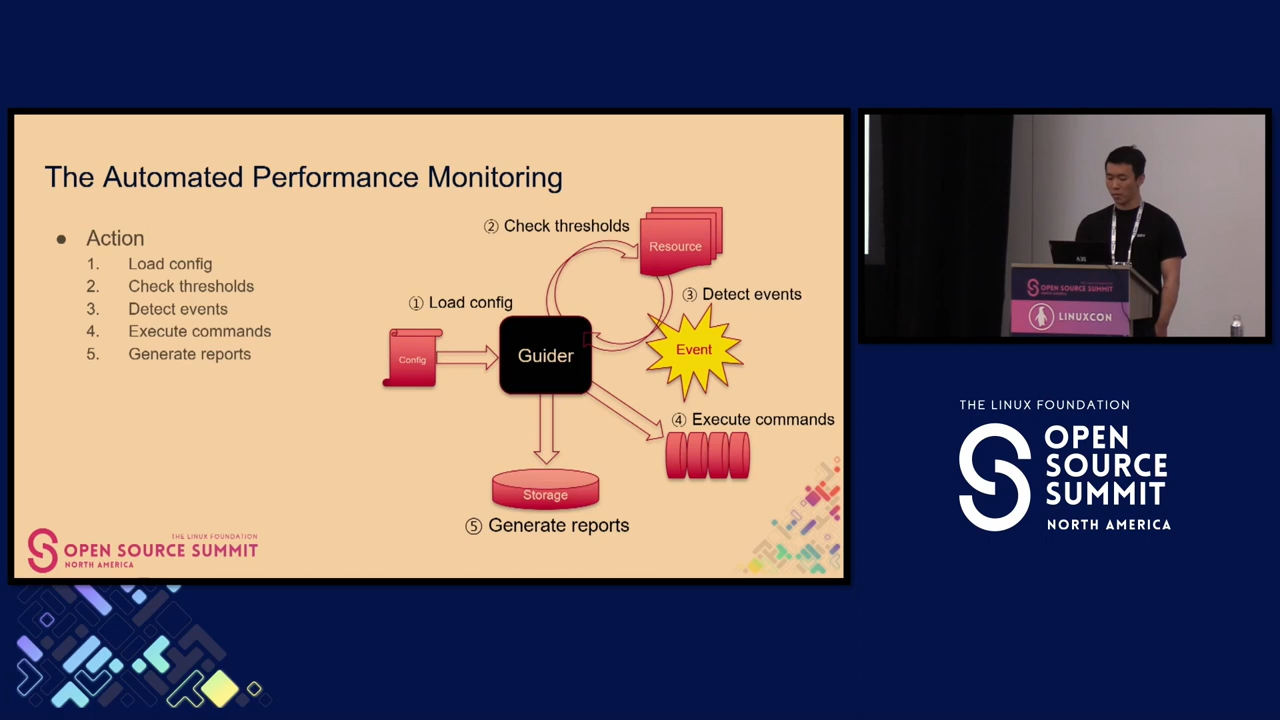 The Automated Performance Monitoring
● Action
1. Load config
2. Check thresholds
3. Detect events
4. Execute commands
5. Generate reports
② Check thresholds
Resource
① Load config
③ Detect events
Config
Guider
Event
④ Execute commands
Storage
⑤ Generate reports
THE LINUX FOUNDATION
OPEN SOURCE SUMMIT
NORTH AMERICA
OPEN SOURCE SUMMIT
NORTH AMERICA
LINUXCON
THE LINUX FOUNDATION
OPEN
SOURCE
SUMMIT
NORTH AMERICA